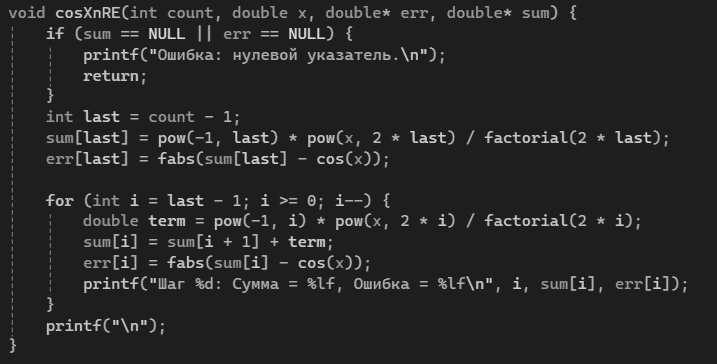 void cosXnRE(int count, double x, double* err, double* sum) {
    if (sum == NULL || err == NULL) {
        printf("Ошибка: нулевой указатель.\n");
        return;
    }
    int last = count - 1;
    sum[last] = pow(-1, last) * pow(x, 2 * last) / factorial(2 * last);
    err[last] = fabs(sum[last] - cos(x));

    for (int i = last - 1; i >= 0; i--) {
        double term = pow(-1, i) * pow(x, 2 * i) / factorial(2 * i);
        sum[i] = sum[i + 1] + term;
        err[i] = fabs(sum[i] - cos(x));
        printf("Шаг %d: Сумма = %lf, Ошибка = %lf\n", i, sum[i], err[i]);
    }
    printf("\n");
}